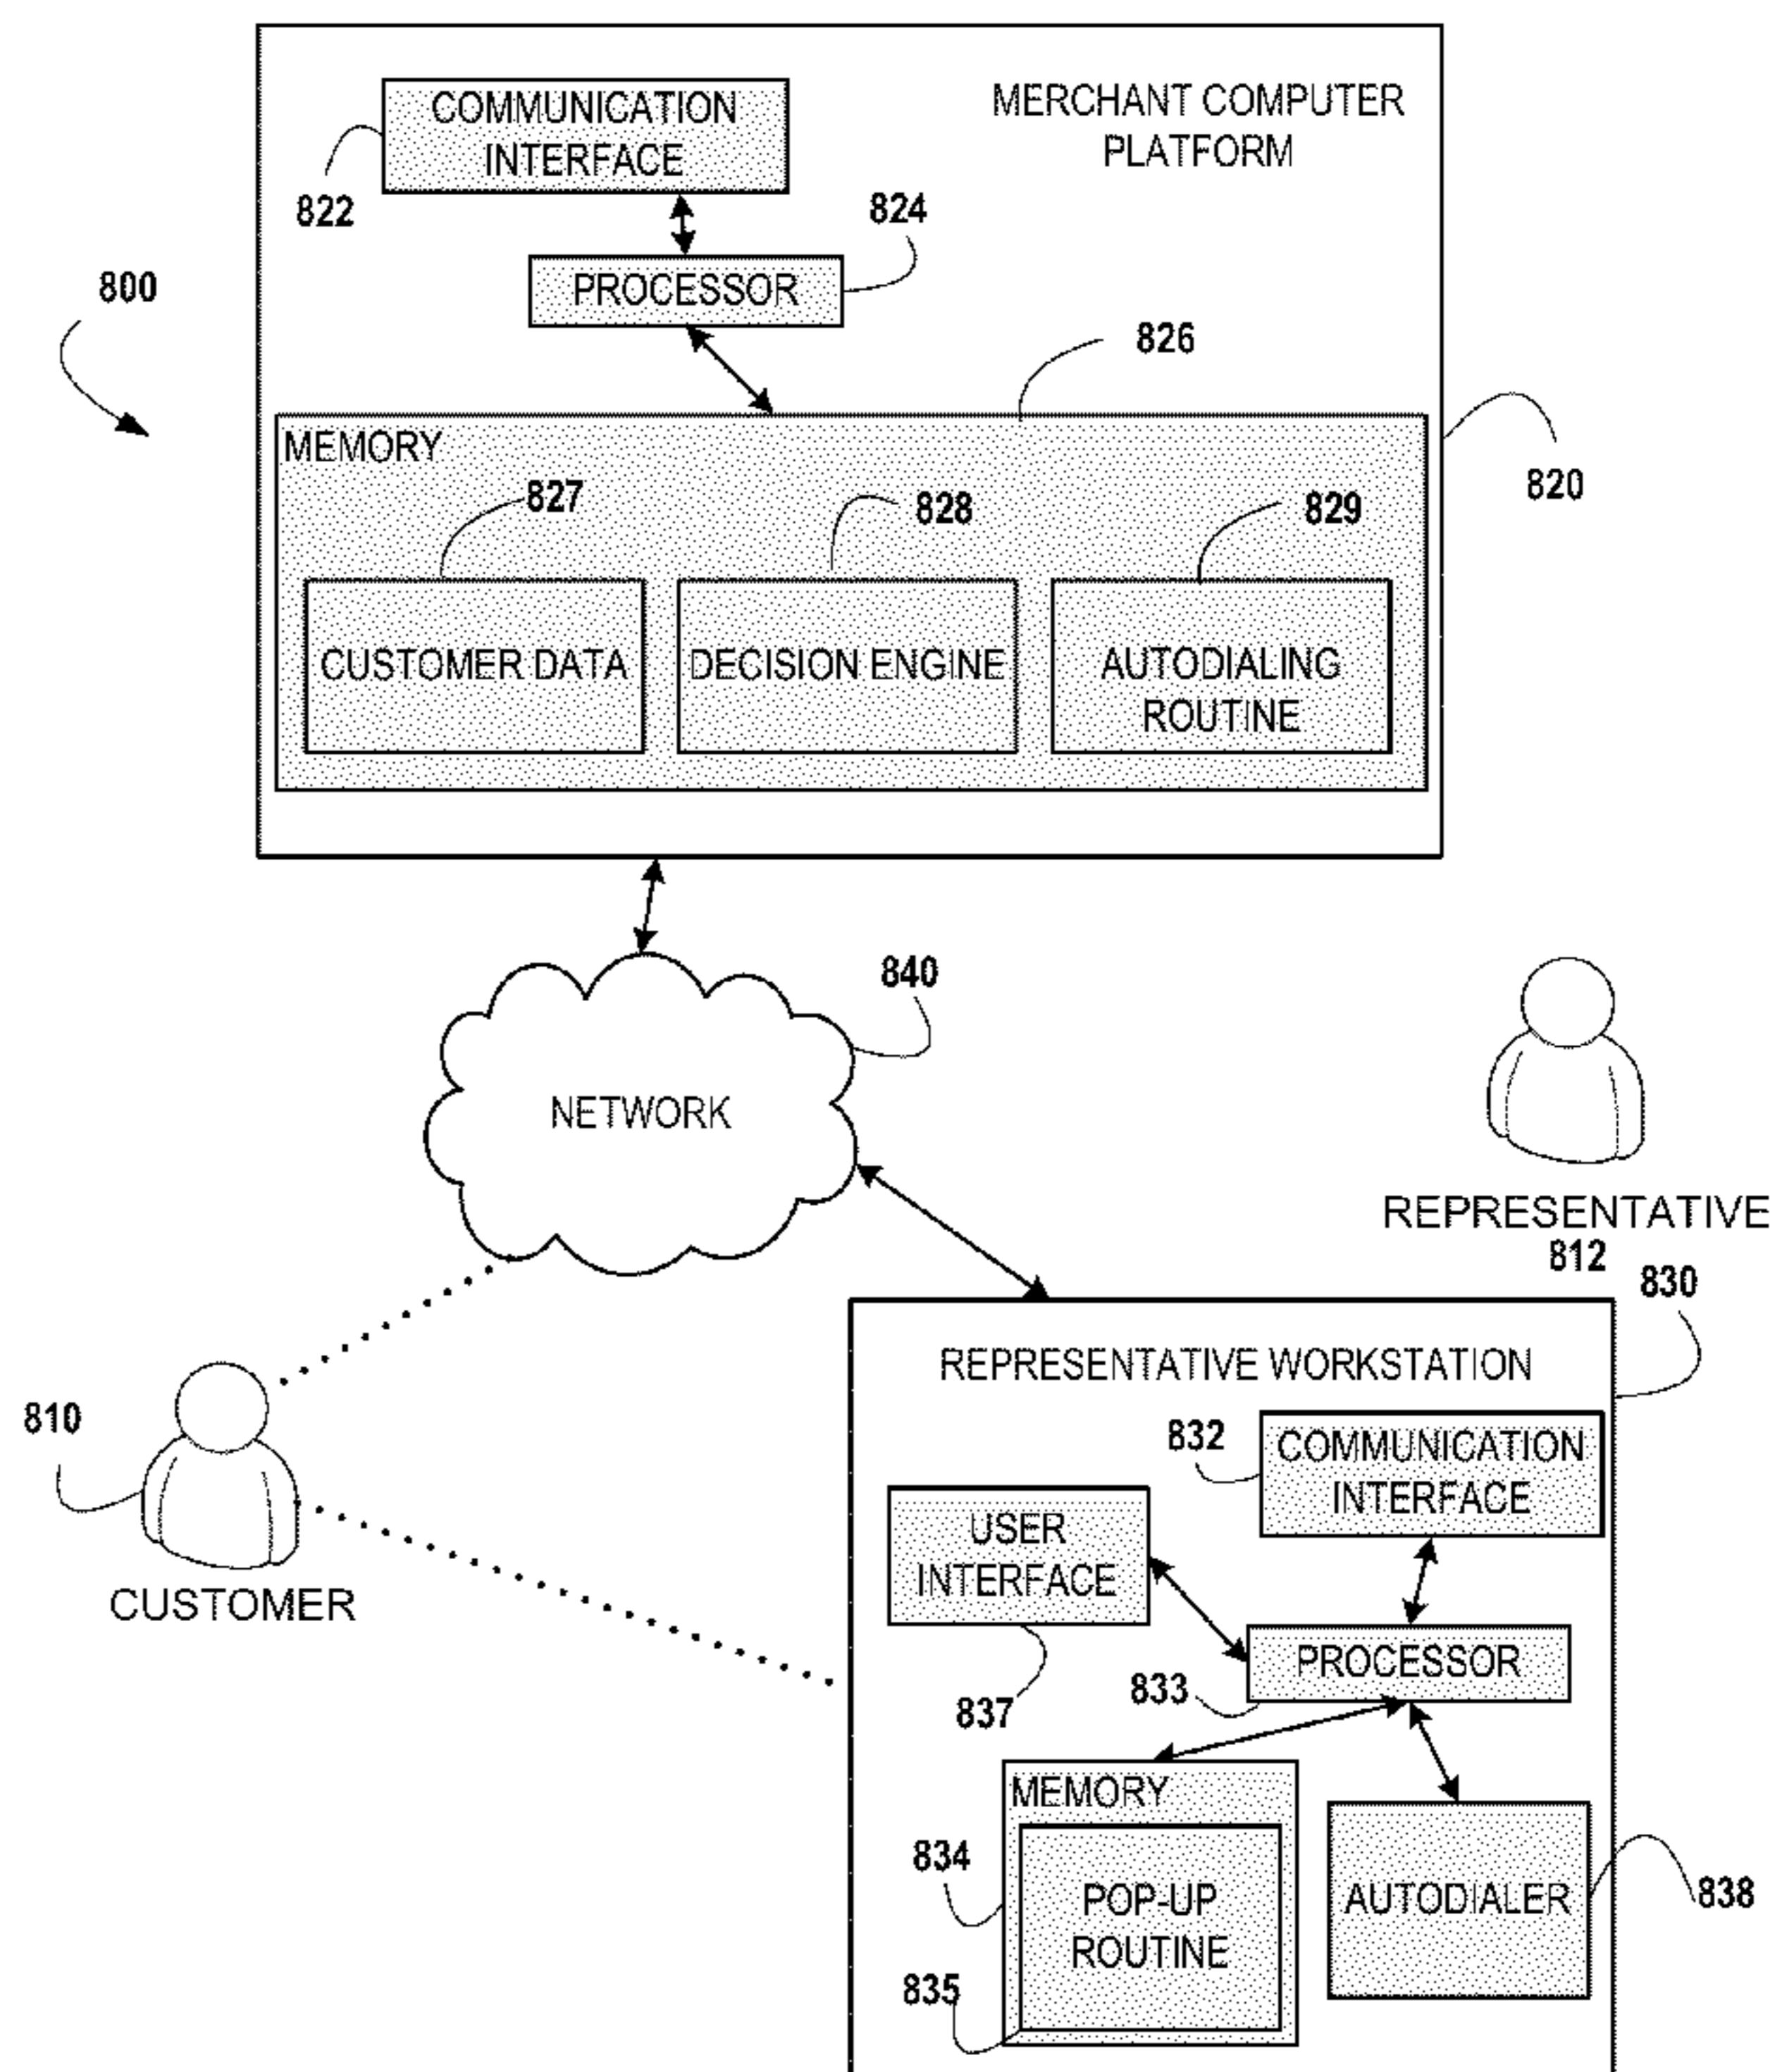 COMMUNICATION
INTERFACE
MERCHANT COMPUTER
PLATFORM
822
824
PROCESSOR
800
826
MEMORY
827
828
829
820
CUSTOMER DATA
DECISION ENGINE
AUTODIALING
ROUTINE
840
NETWORK
REPRESENTATIVE
812
830
REPRESENTATIVE WORKSTATION
810
CUSTOMER
832
COMMUNICATION
INTERFACE
USER
INTERFACE
PROCESSOR
833
837
MEMORY
834
POP-UP
ROUTINE
835
AUTODIALER
838